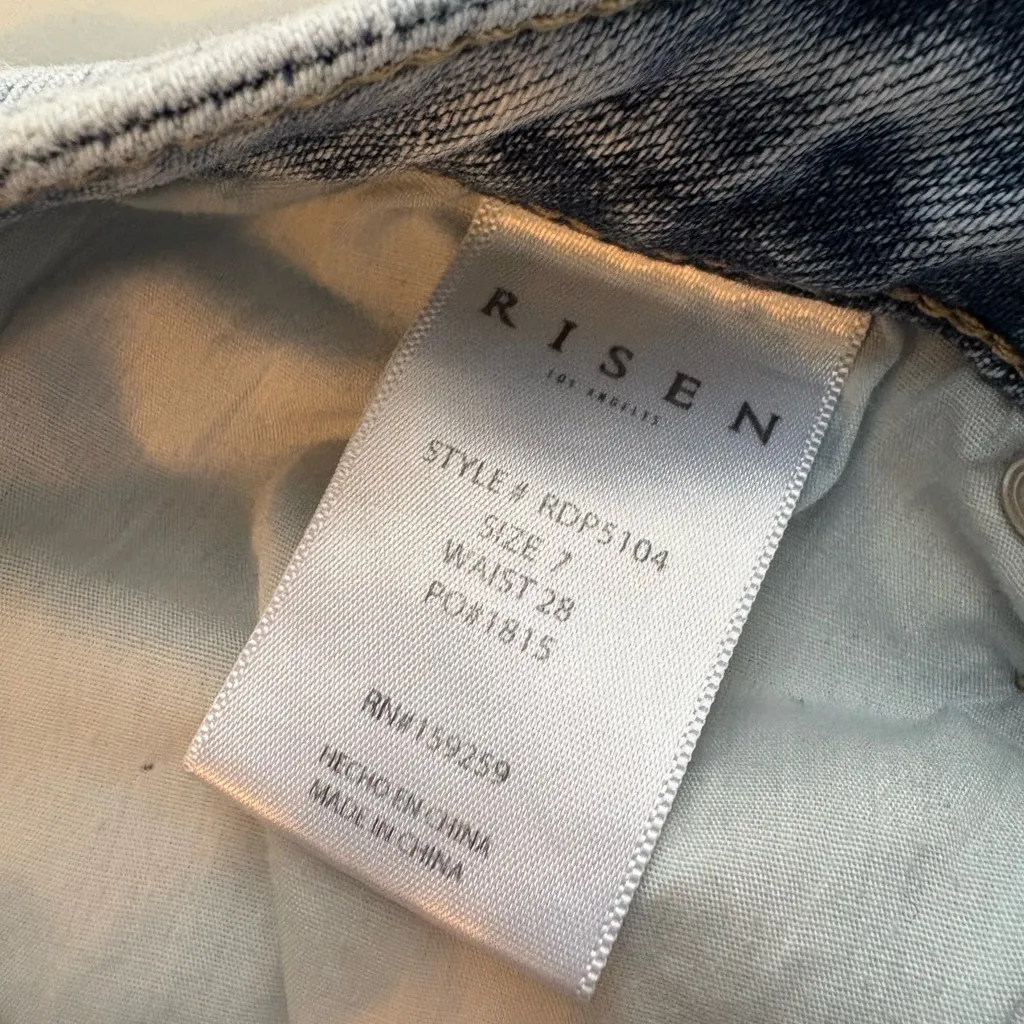 RISEN
LOS ANGELES
STYLE# RDP5104
SIZE 7
WAIST 28
PO#1815
RN#159259
HECHO EN CHINA
MADE IN CHINA